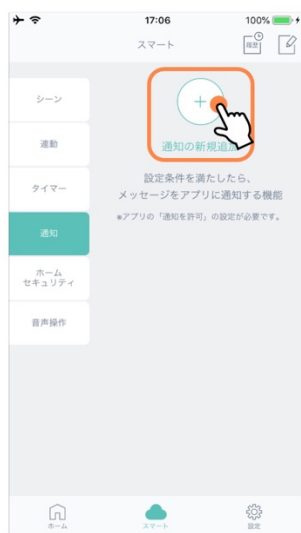 17:06
100%
スマート
履歴
シーン
連動
タイマー
通知
ホーム
セキュリティ
音声操作
通知の新規追加
設定条件を満たしたら、
メッセージをアプリに通知する機能
※アプリの「通知を許可」の設定が必要です。
ホーム
スマート
設定